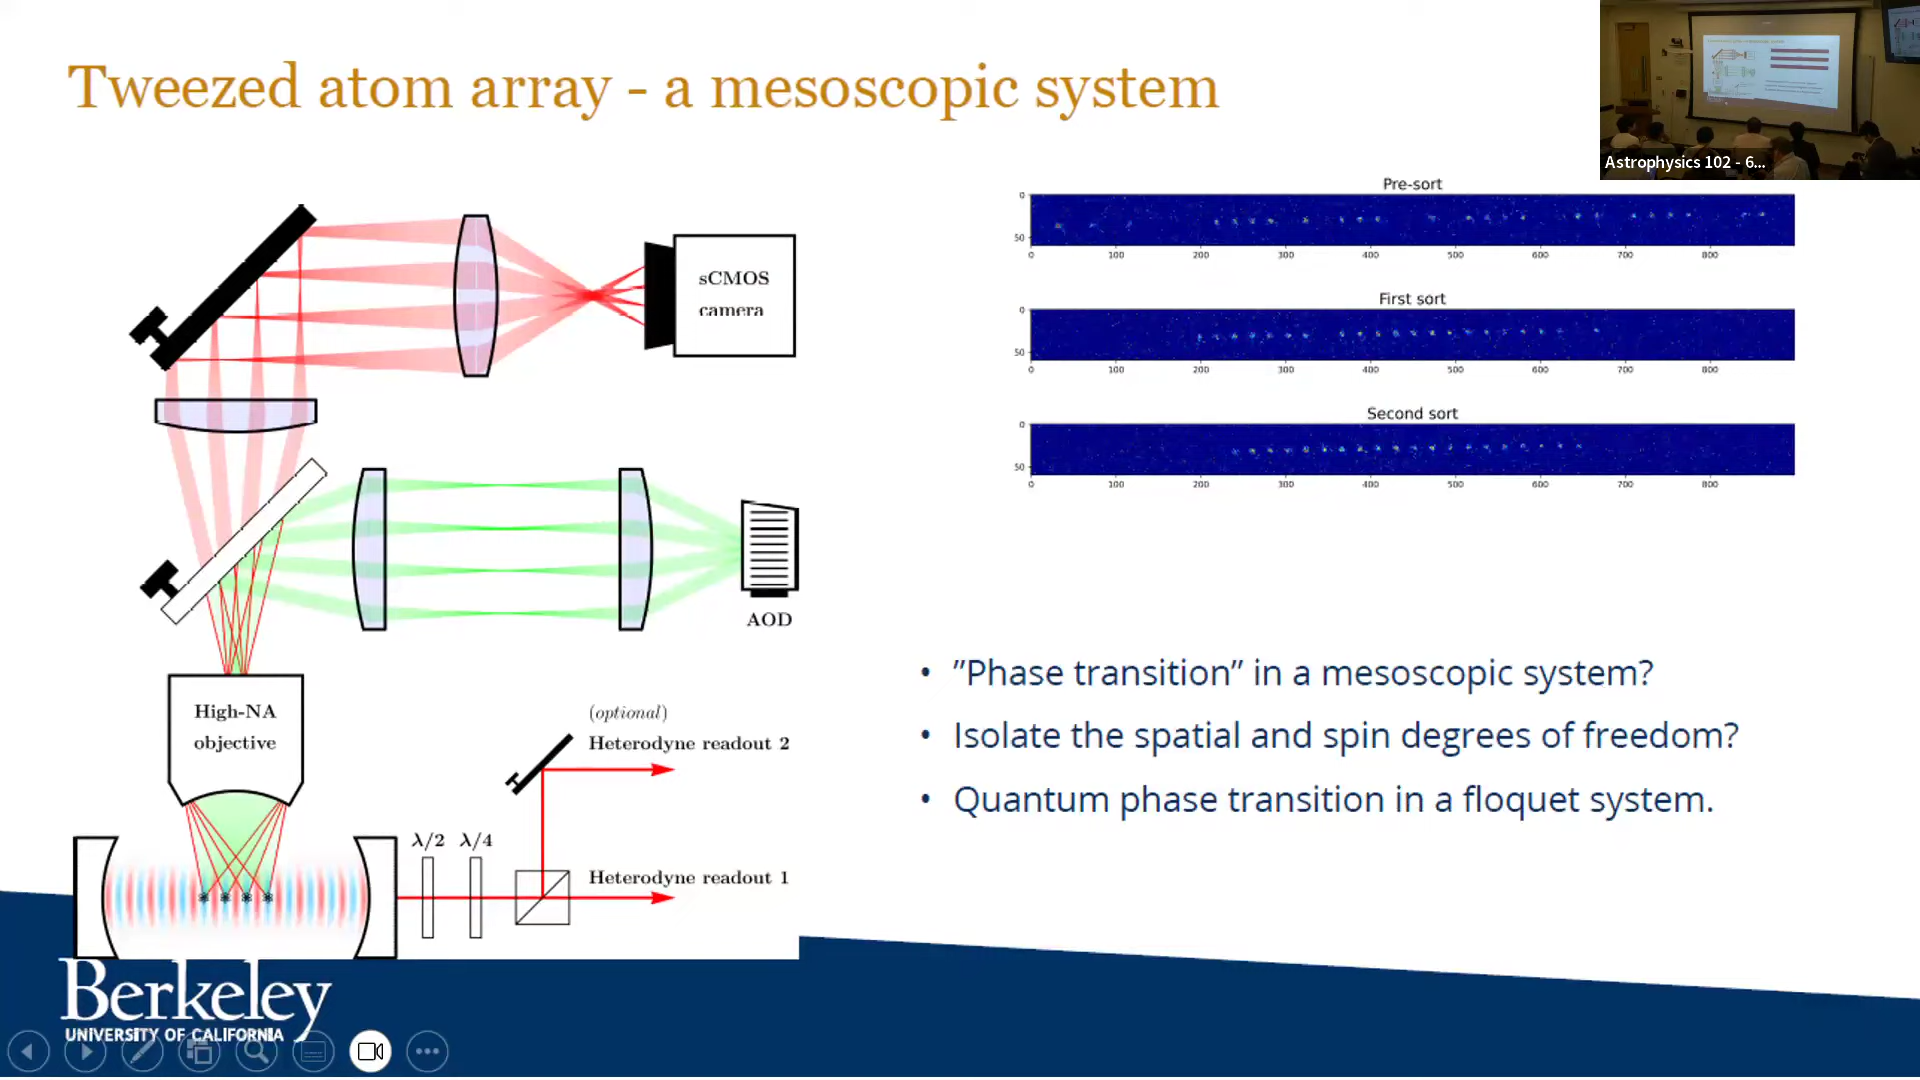 Tweezed atom array - a mesoscopic system
Astrophysics 102 - 6...
sCMOS
camera
AOD
High-NA
objective
(optional)
Heterodyne readout 2
λ/2 λ/4
Heterodyne readout 1
Pre-sort
0
50
0 100 200 300 400 500 600 700 800
First sort
0
50
0 100 200 300 400 500 600 700 800
Second sort
0
50
0 100 200 300 400 500 600 700 800
• ”Phase transition” in a mesoscopic system?
• Isolate the spatial and spin degrees of freedom?
• Quantum phase transition in a floquet system.
Berkeley
UNIVERSITY OF CALIFORNIA